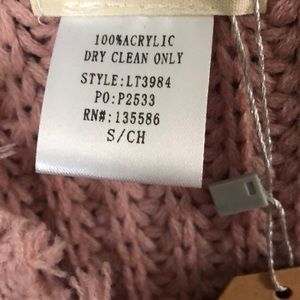 100%ACRYLIC
DRY CLEAN ONLY
STYLE:LT3984
PO:P2533
RN#:135586
S/CH